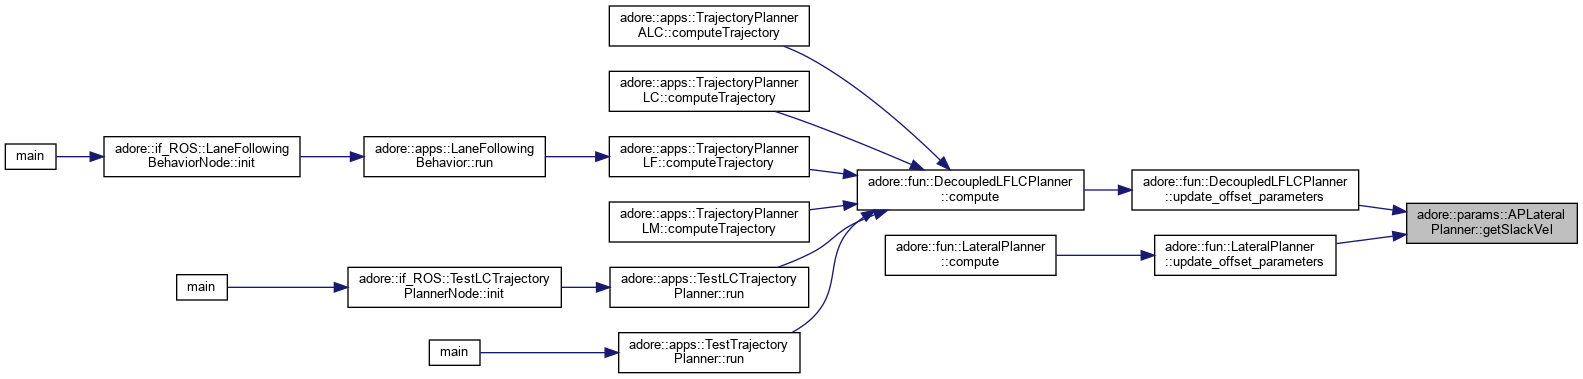 adore::apps::TrajectoryPlanner
ALC::computeTrajectory
adore::apps::TrajectoryPlanner
LC::computeTrajectory
main
adore::if_ROS::LaneFollowing
BehaviorNode::init
adore::apps::LaneFollowing
Behavior::run
adore::apps::TrajectoryPlanner
LF::computeTrajectory
adore::fun::DecoupledLFLCPlanner
::compute
adore::fun::DecoupledLFLCPlanner
::update_offset_parameters
adore::params::APLateral
Planner::getSlackVel
adore::apps::TrajectoryPlanner
LM::computeTrajectory
adore::fun::LateralPlanner
::compute
adore::fun::LateralPlanner
::update_offset_parameters
main
adore::if_ROS::TestLCTrajectory
PlannerNode::init
adore::apps::TestLCTrajectory
Planner::run
main
adore::apps::TestTrajectory
Planner::run